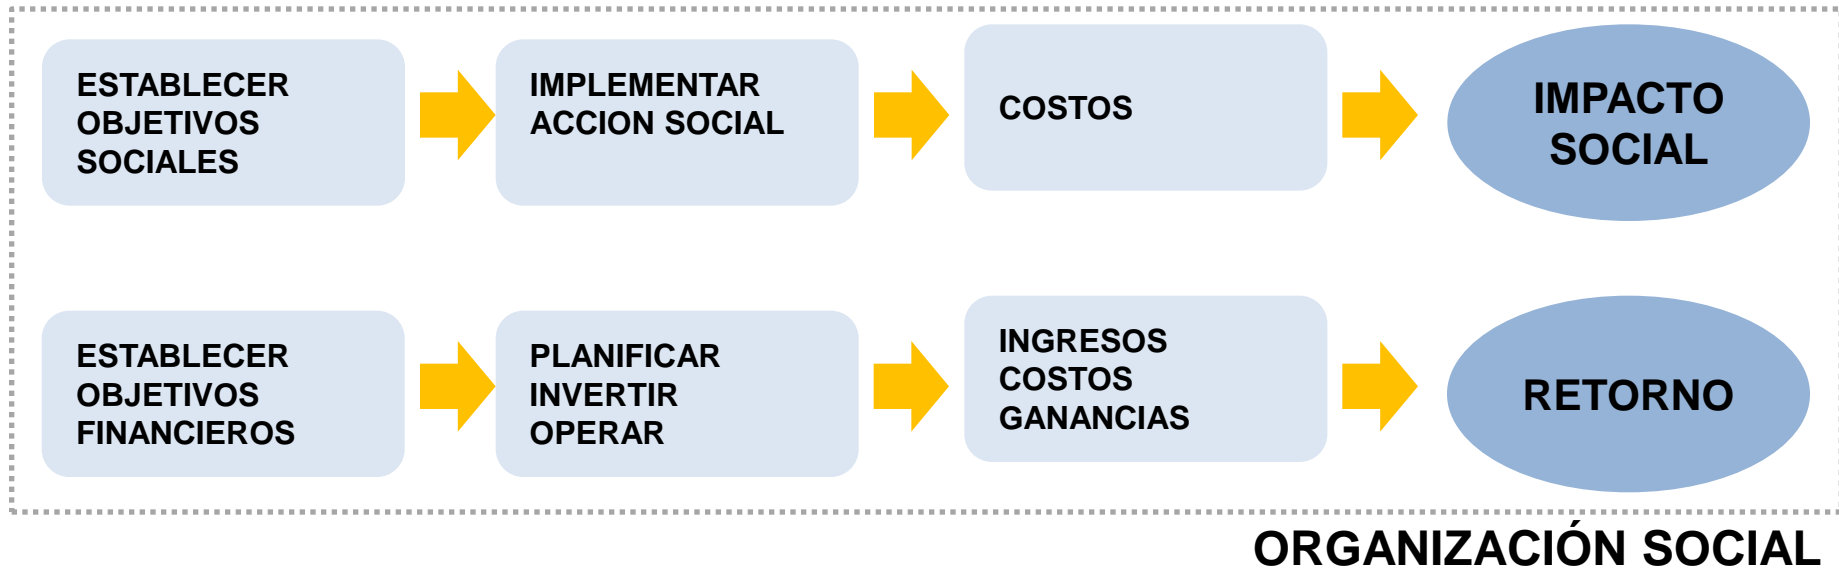 ESTABLECER
OBJETIVOS
SOCIALES
IMPLEMENTAR
ACCION SOCIAL
COSTOS
IMPACTO
SOCIAL
ESTABLECER
OBJETIVOS
FINANCIEROS
PLANIFICAR
INVERTIR
OPERAR
INGRESOS
COSTOS
GANANCIAS
RETORNO
ORGANIZACIÓN SOCIAL